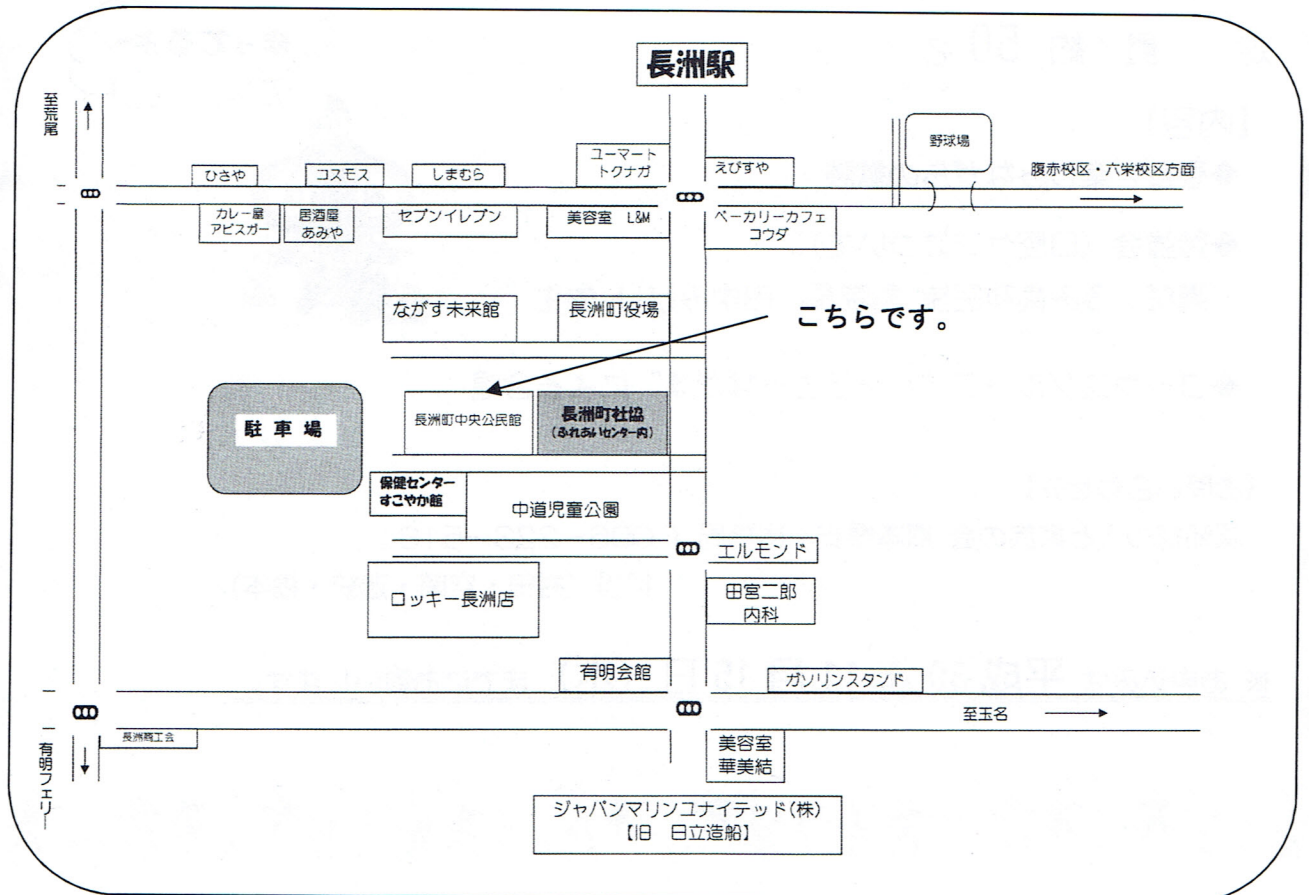 長洲駅
至荒尾
ひさや
コスモス
しまむら
ユーマート
トクナガ
えびすや
野球場
腹赤校区・六栄校区方面
カレー屋
アビスガー
居酒屋
あみや
セブンイレブン
美容室 L&M
ベーカリーカフェ
コウダ
ながす未来館
長洲町役場
こちらです。
駐車場
長洲町中央公民館
長洲町社協
(ふれあいセンター内)
保健センター
すこやか館
中道児童公園
エルモンド
ロッキー長洲店
田宮二郎
内科
有明会館
ガソリンスタンド
至玉名
長洲商工会
有明フェリー
美容室
華美結
ジャパンマリンユナイテッド(株)
【旧 日立造船】